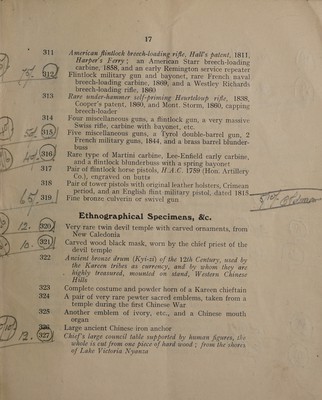 17
311 American flintlock breech-loading rifle, Hall's patent, 1811,
Harper's Ferry ; an American Starr breech-loading
carbine, 1858, and an early Remington service repeater
312 Flintlock military gun and bayonet, rare French naval
breech-loading carbine, 1860, and a Westley Richards
breech-loading rifle, 1860
313 Rare under-hammer self-priming Heurteloup rifle, 1838,
Cooper's patent, 1860, and Mont. Storm, 1860, capping
breech-loader
314 Four miscellaneous guns, a flintlock gun, a very massive
Swiss rifle, carbine with bayonet, etc.
315 Five miscellaneous guns, a Tyrol double-barrel gun, 2
French military guns, 1844, and a brass barrel blunder-
buss
316 Rare type of Martini carbine, Lee-Enfield early carbine,
and a flintlock blunderbuss with a spring bayonet
317 Pair of flintlock horse pistols, H.A.C. 1759 (Hon. Artillery
Co.), engraved on butts
318 Pair of tower pistols with original leather holsters, Crimean
period, and an English flint military pistol, dated 1813
319 Fine bronze culverin or swivel gun
Ethnographical Specimens, &c.
12. Very rare twin devil temple with carved ornaments, from
New Caledonia
10. 321 Carved wood black mask, worn by the chief priest of the
devil temple
322 Ancient bronze drum (Kyi-zi) of the 12th Century, used by
the Kareen tribes as currency, and by whom they are
highly treasured, mounted on stand, Western Chinese
Hills
323 Complete costume and powder born of a Kareen chieftain
324 A pair of very rare pewter sacred emblems, taken from a
temple during the first Chinese War
325 Another emblem of ivory, etc., and a Chinese mouth
organ
326 Large ancient Chinese iron anchor
327 Chief's large council table supported by human figures, the
whole is cut from one piece of hard wood ; from the shores
of Lake Victoria Nyanza